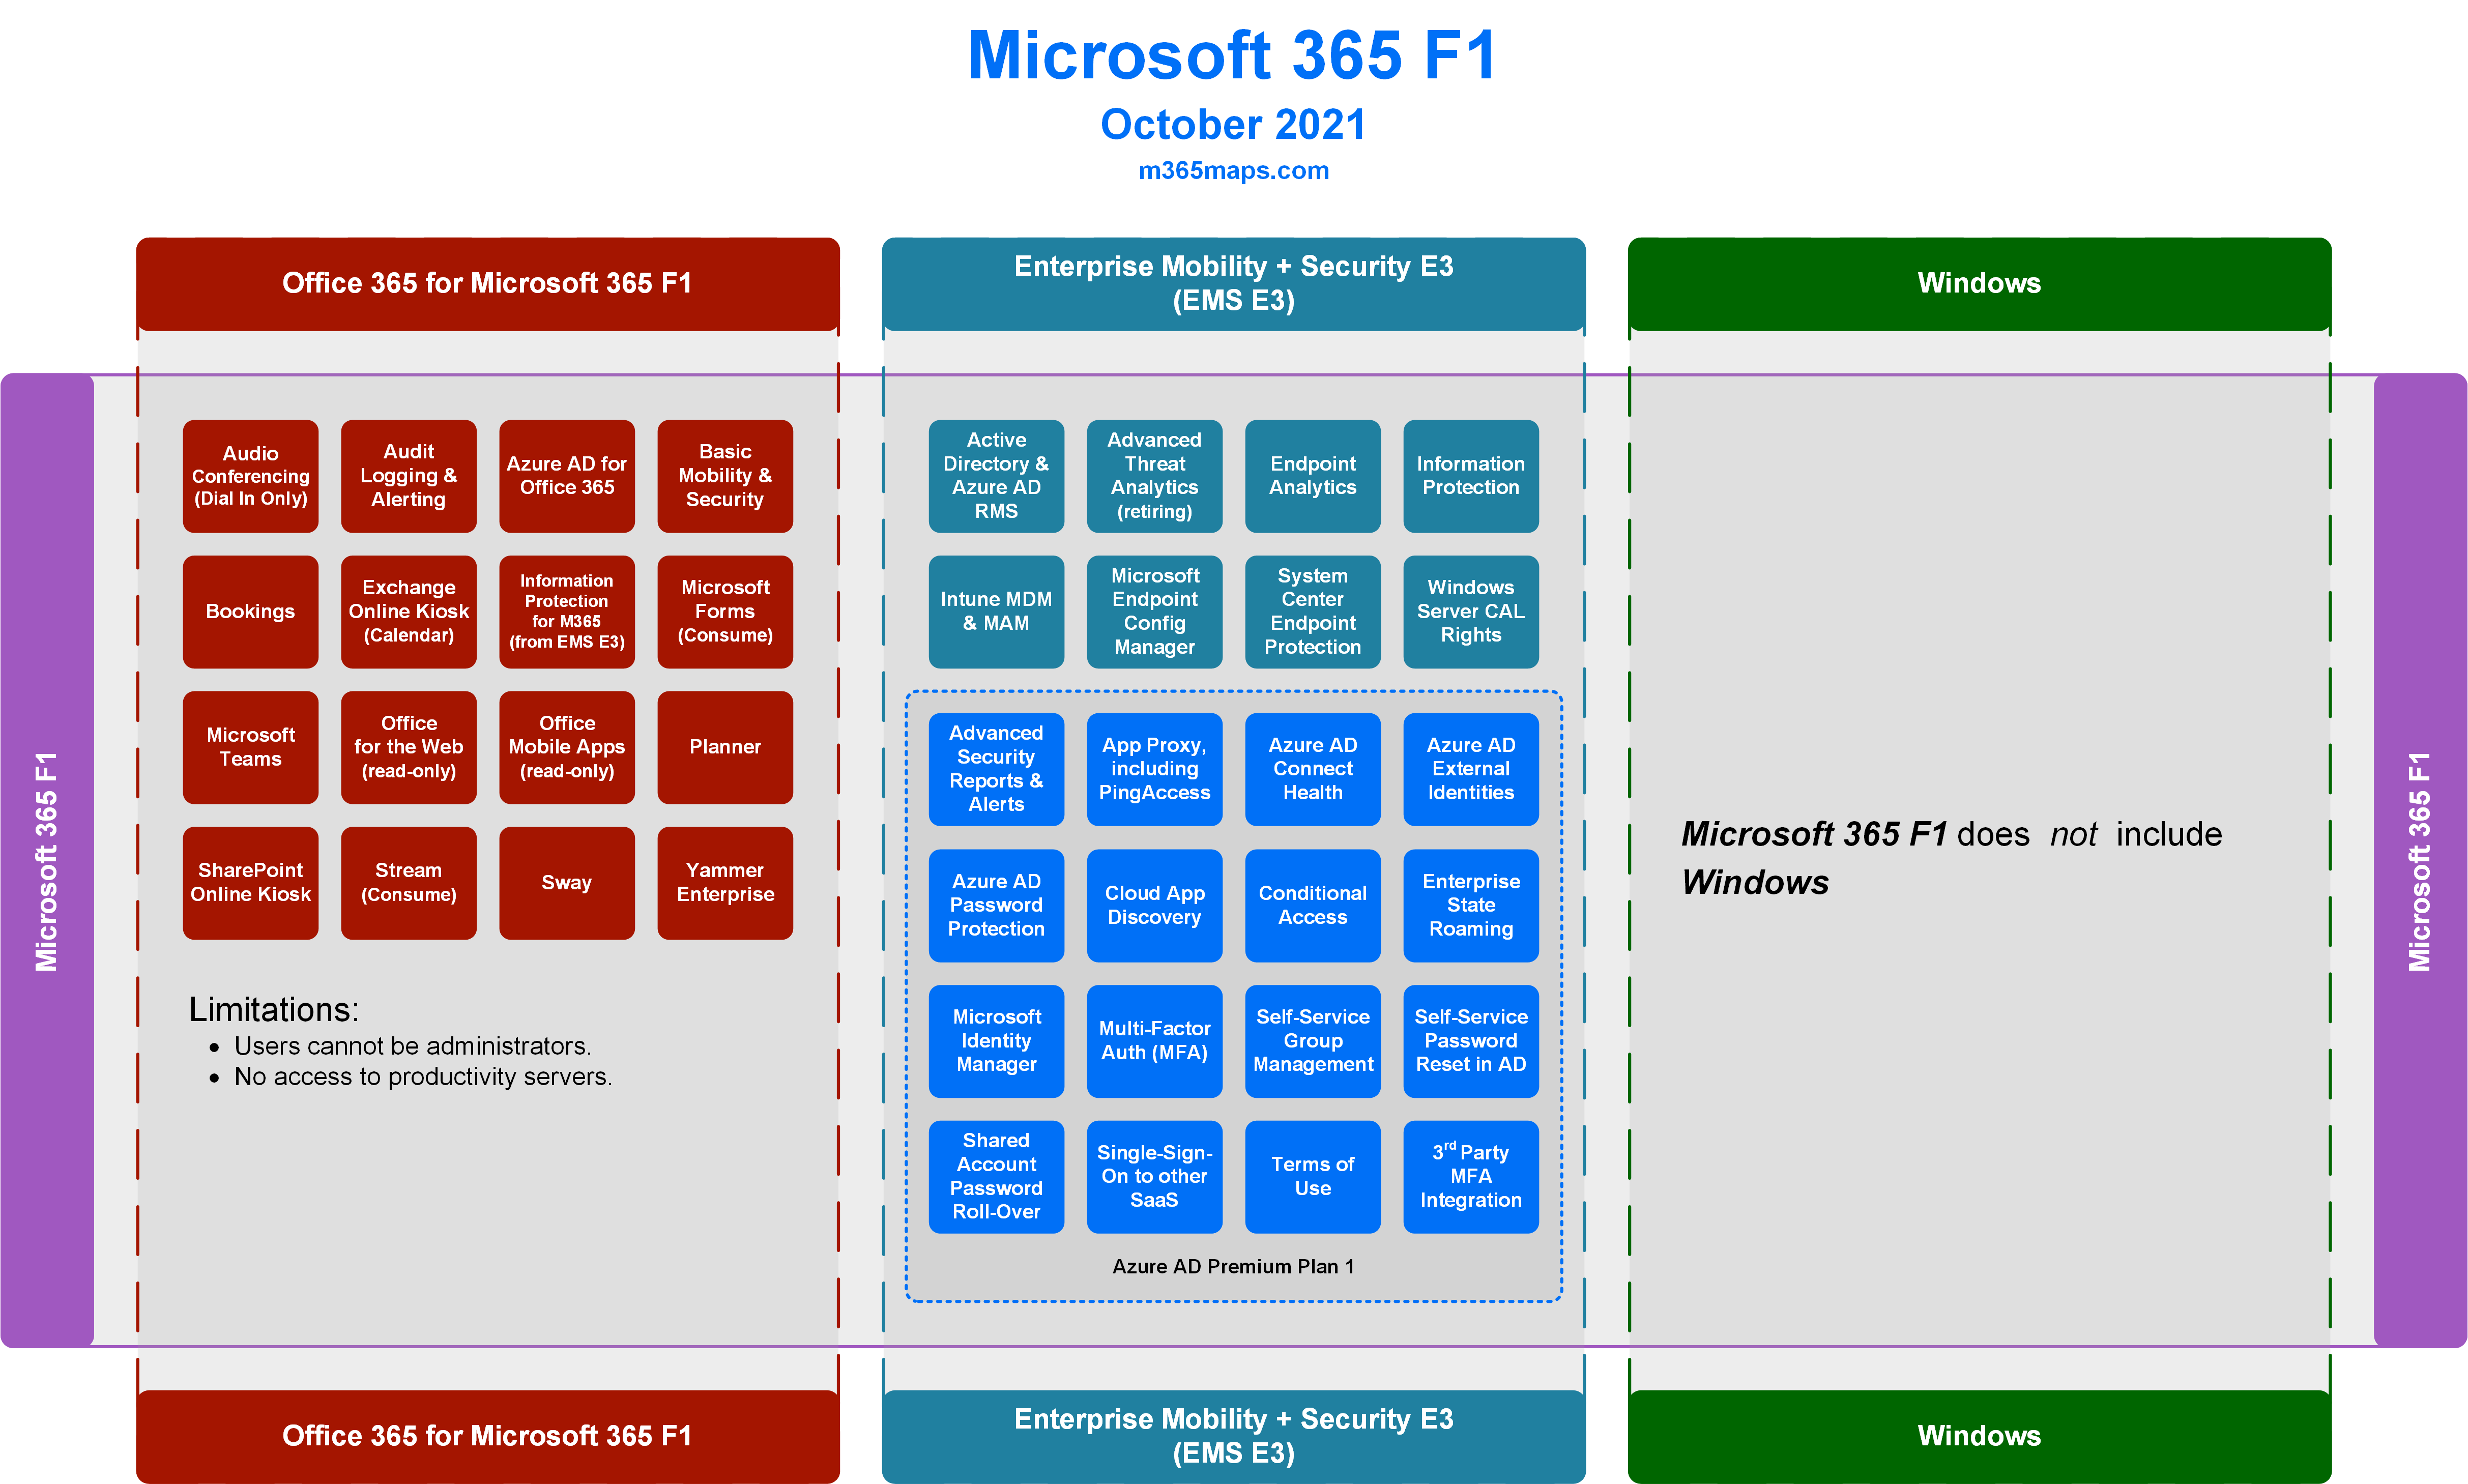 Microsoft 365 F1
October 2021
m365maps.com
Office 365 for Microsoft 365 F1
Enterprise Mobility + Security E3
(EMS E3)
Windows
Microsoft 365 F1
Audio
Conferencing
(Dial In Only)
Audit
Logging &
Alerting
Azure AD for
Office 365
Basic
Mobility &
Security
Bookings
Exchange
Online Kiosk
(Calendar)
Information
Protection
for M365
(from EMS E3)
Microsoft
Forms
(Consume)
Microsoft
Teams
Office
for the Web
(read-only)
Office
Mobile Apps
(read-only)
Planner
SharePoint
Online Kiosk
Stream
(Consume)
Sway
Yammer
Enterprise
Limitations:
• Users cannot be administrators.
• No access to productivity servers.
Active
Directory &
Azure AD
RMS
Advanced
Threat
Analytics
(retiring)
Endpoint
Analytics
Information
Protection
Intune MDM
& MAM
Microsoft
Endpoint
Config
Manager
System
Center
Endpoint
Protection
Windows
Server CAL
Rights
Advanced
Security
Reports &
Alerts
App Proxy,
including
PingAccess
Azure AD
Connect
Health
Azure AD
External
Identities
Azure AD
Password
Protection
Cloud App
Discovery
Conditional
Access
Enterprise
State
Roaming
Microsoft
Identity
Manager
Multi-Factor
Auth (MFA)
Self-Service
Group
Management
Self-Service
Password
Reset in AD
Shared
Account
Password
Roll-Over
Single-Sign-
On to other
SaaS
Terms of
Use
3rd Party
MFA
Integration
Azure AD Premium Plan 1
Microsoft 365 F1 does not include
Windows
Microsoft 365 F1
Office 365 for Microsoft 365 F1
Enterprise Mobility + Security E3
(EMS E3)
Windows